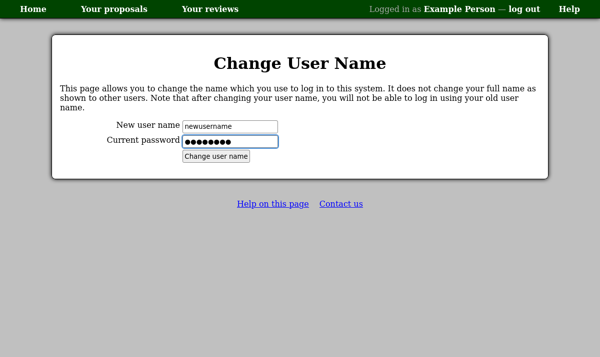 Home Your proposals Your reviews Logged in as Example Person — log out Help
Change User Name
This page allows you to change the name which you use to log in to this system. It does not change your full name as
shown to other users. Note that after changing your user name, you will not be able to log in using your old user
name.
New user name newusername
Current password ●●●●●●●●
Change user name
Help on this page Contact us